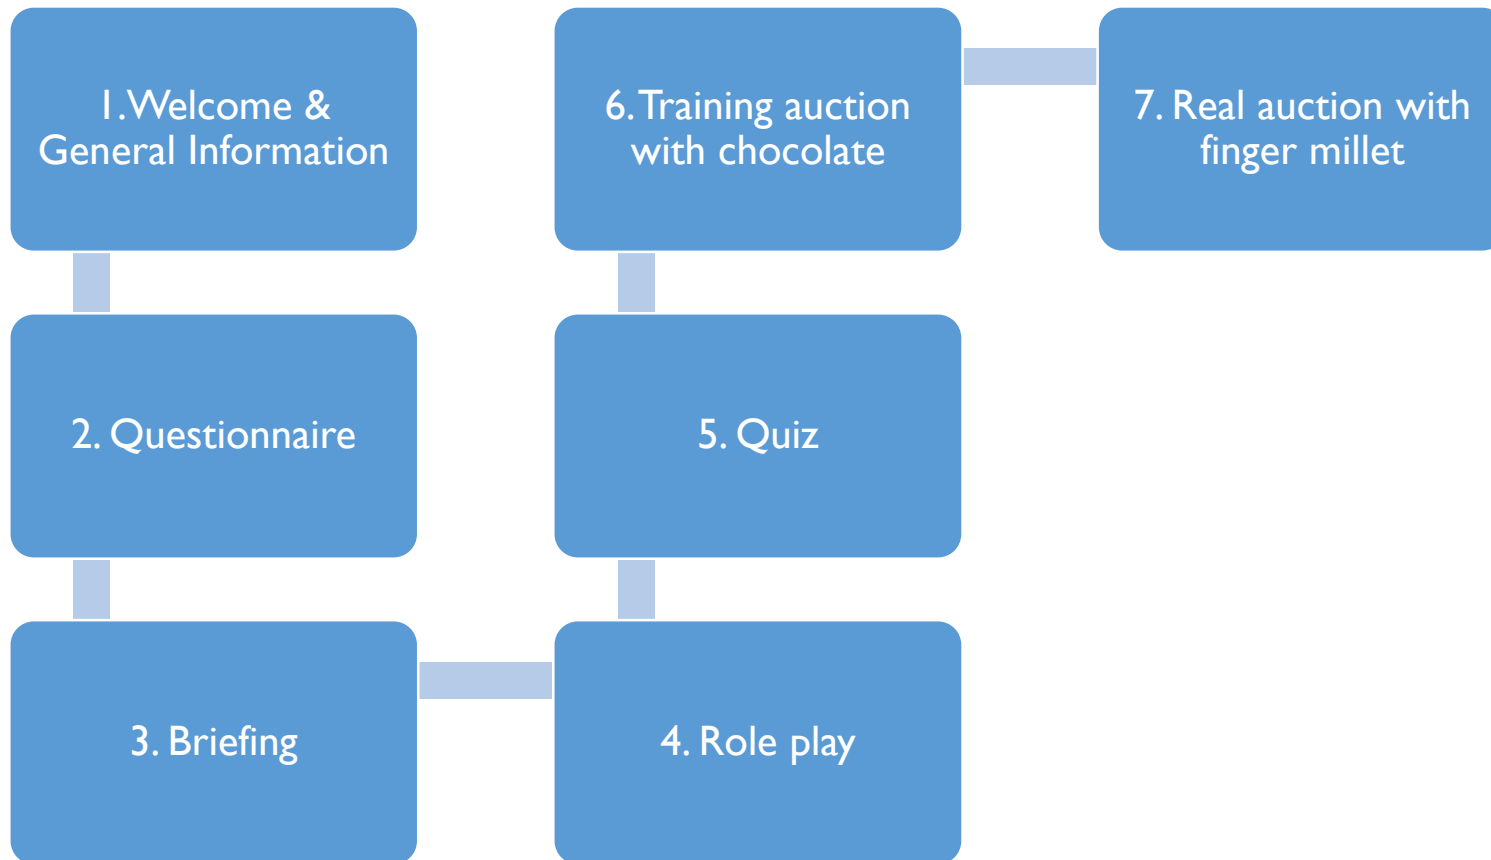 1. Welcome &
General Information
2. Questionnaire
3. Briefing
4. Role play
5. Quiz
6. Training auction
with chocolate
7. Real auction with
finger millet